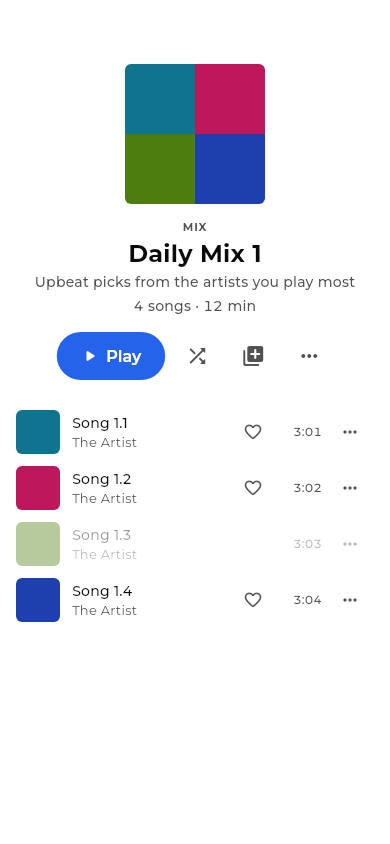 MIX
Daily Mix 1
Upbeat picks from the artists you play most
4 songs · 12 min
Play
Song 1.1
The Artist
3:01
Song 1.2
The Artist
3:02
Song 1.3
The Artist
3:03
Song 1.4
The Artist
3:04